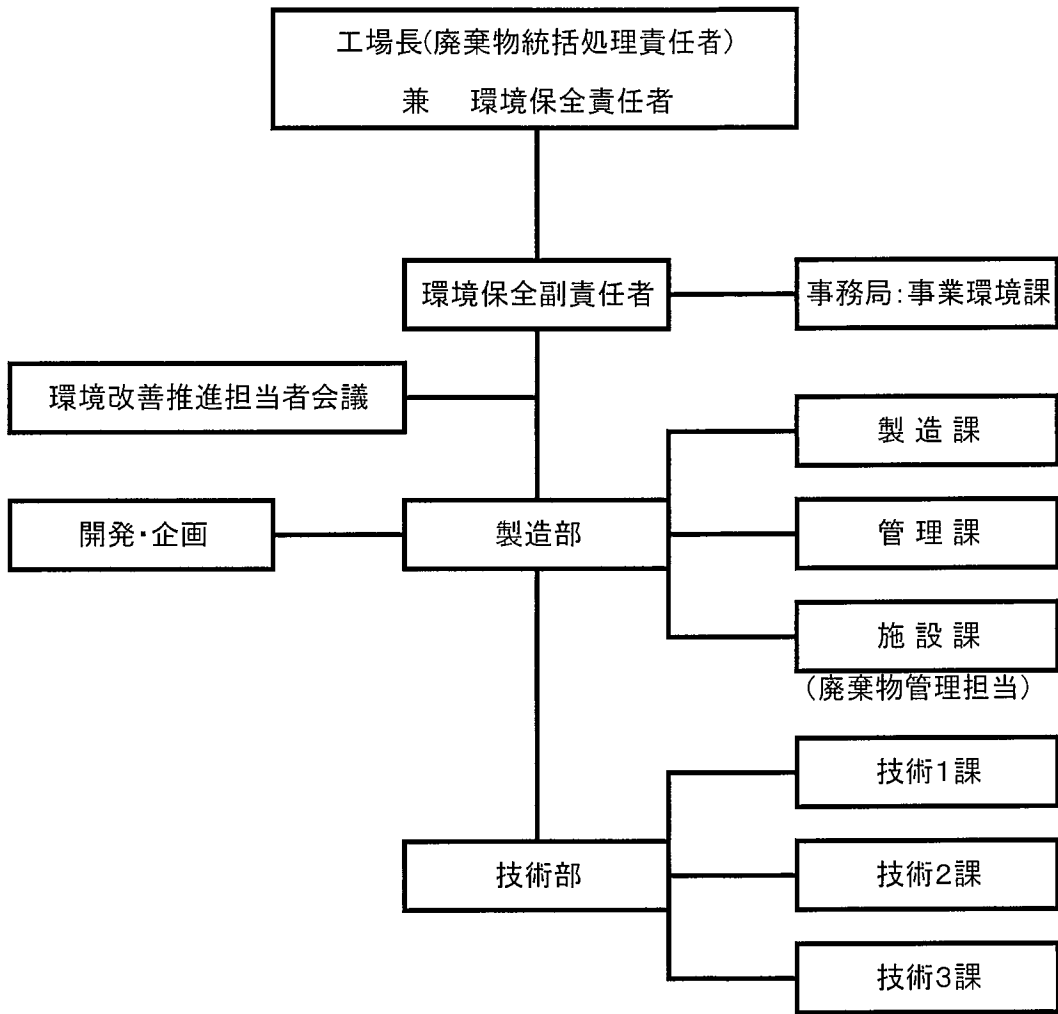 工場長(廃棄物統括処理責任者)
兼　環境保全責任者
環境保全副責任者
事務局:事業環境課
環境改善推進担当者会議
製造課
開発・企画
製造部
管理課
施設課
(廃棄物管理担当)
技術1課
技術部
技術2課
技術3課